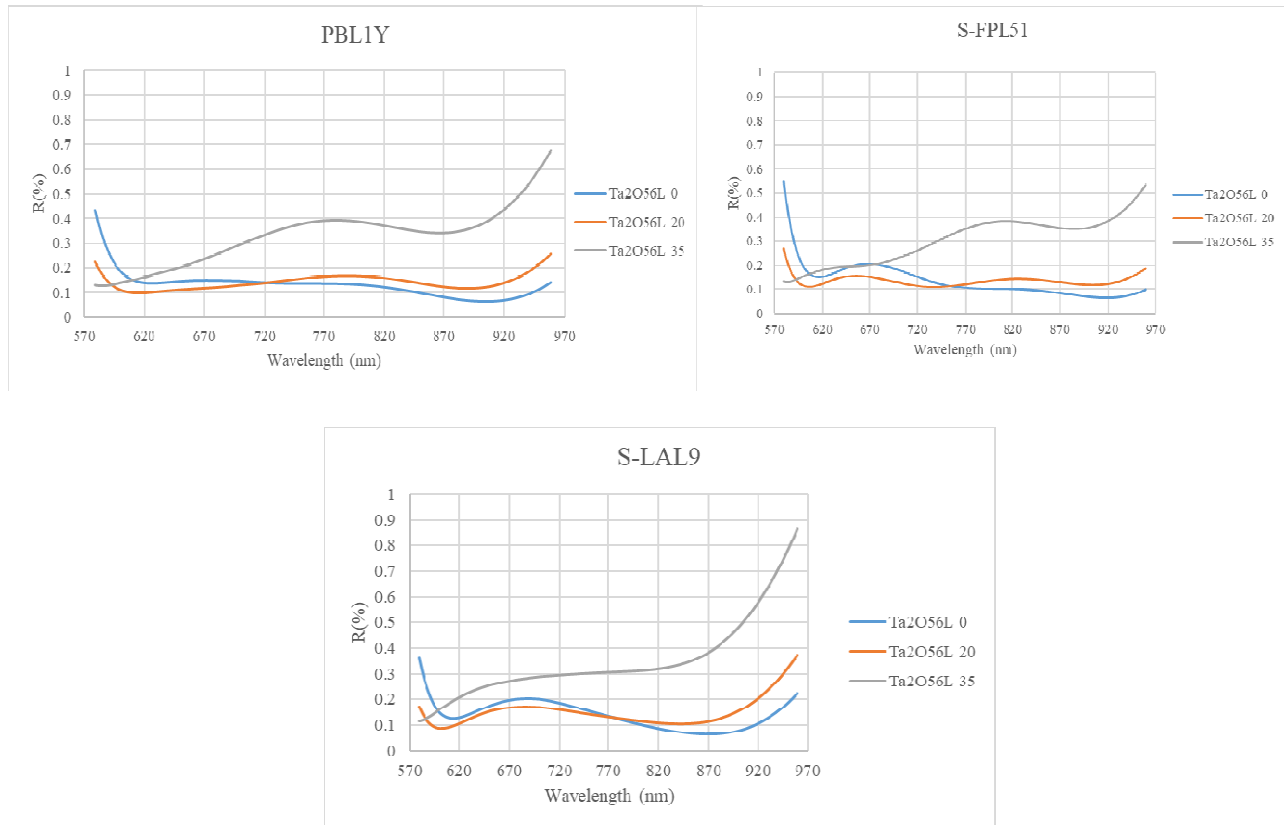 PBL1Y
1
0.9
0.8
0.7
0.6
0.5
0.4
0.3
0.2
0.1
0
R(%)
570 620 670 720 770 820 870 920 970
Wavelength (nm)
Ta2O56L 0
Ta2O56L 20
Ta2O56L 35
S-FPL51
1
0.9
0.8
0.7
0.6
0.5
0.4
0.3
0.2
0.1
0
R(%)
570 620 670 720 770 820 870 920 970
Wavelength (nm)
Ta2O56L 0
Ta2O56L 20
Ta2O56L 35
S-LAL9
1
0.9
0.8
0.7
0.6
0.5
0.4
0.3
0.2
0.1
0
R(%)
570 620 670 720 770 820 870 920 970
Wavelength (nm)
Ta2O56L 0
Ta2O56L 20
Ta2O56L 35